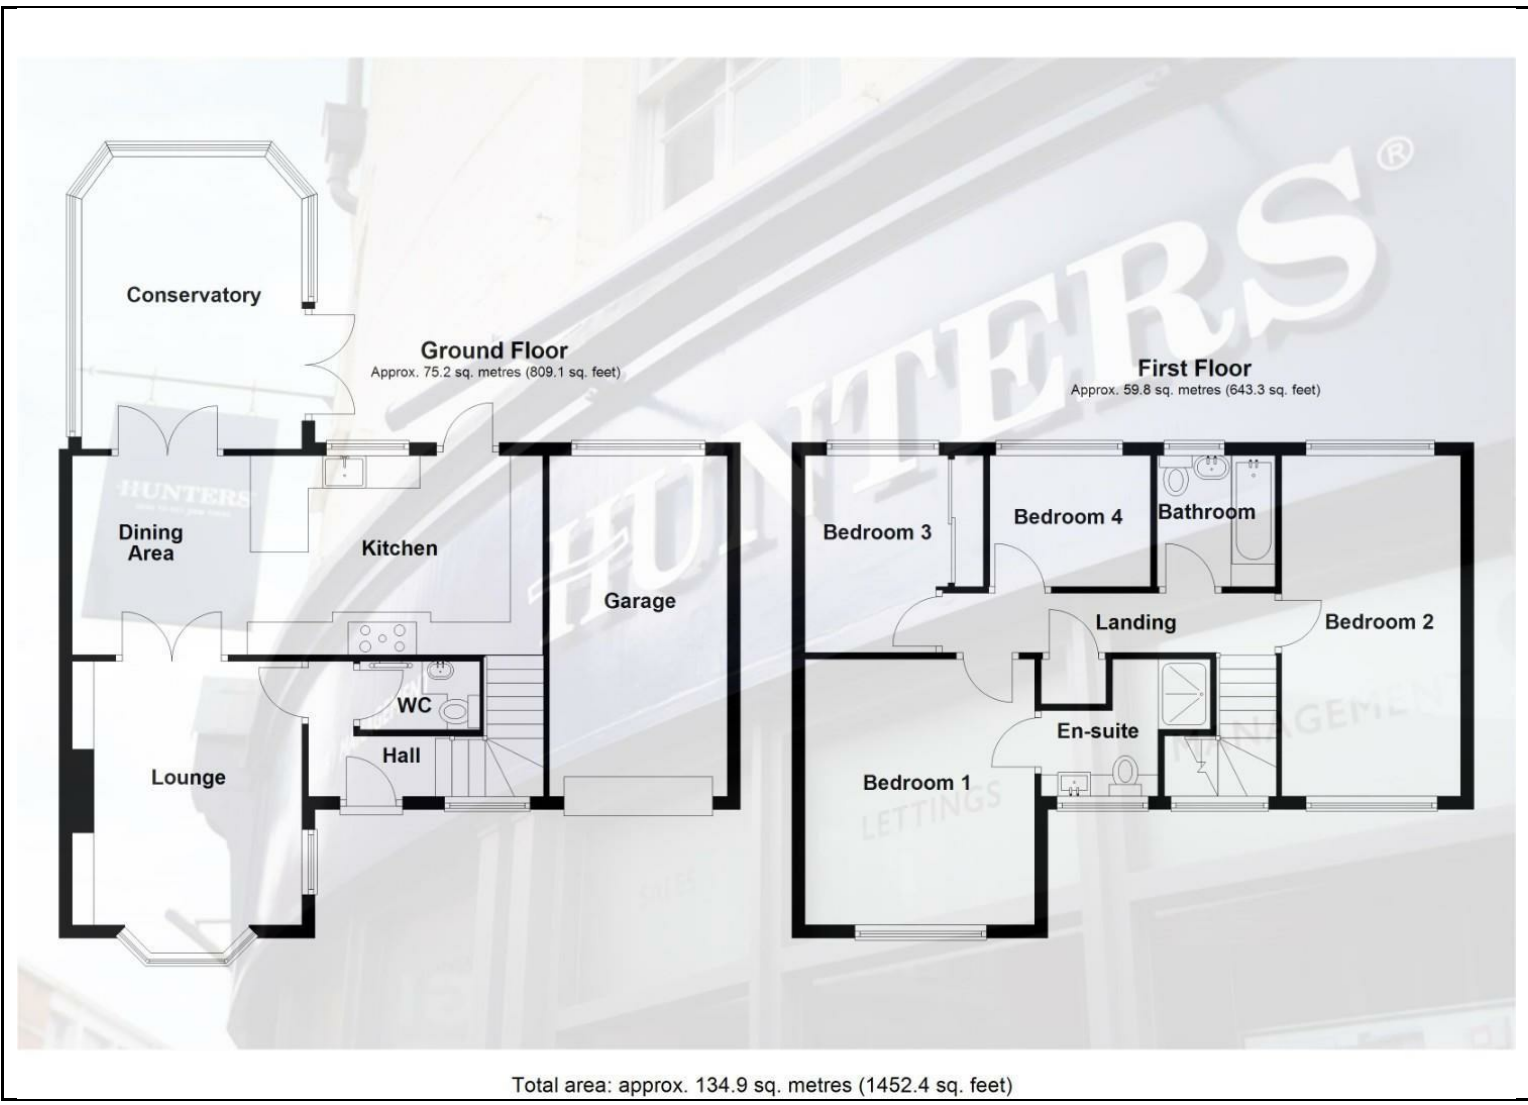 HUNTERS®
Conservatory
Ground Floor
Approx. 75.2 sq. metres (809.1 sq. feet)
First Floor
Approx. 59.8 sq. metres (643.3 sq. feet)
HUNTERS
Dining
Area
Kitchen
Garage
WC
Hall
Lounge
Bedroom 3
Bedroom 4
Bathroom
Landing
Bedroom 2
En-suite
Bedroom 1
MANAGEMENT
LETTINGS
SALES
Total area: approx. 134.9 sq. metres (1452.4 sq. feet)